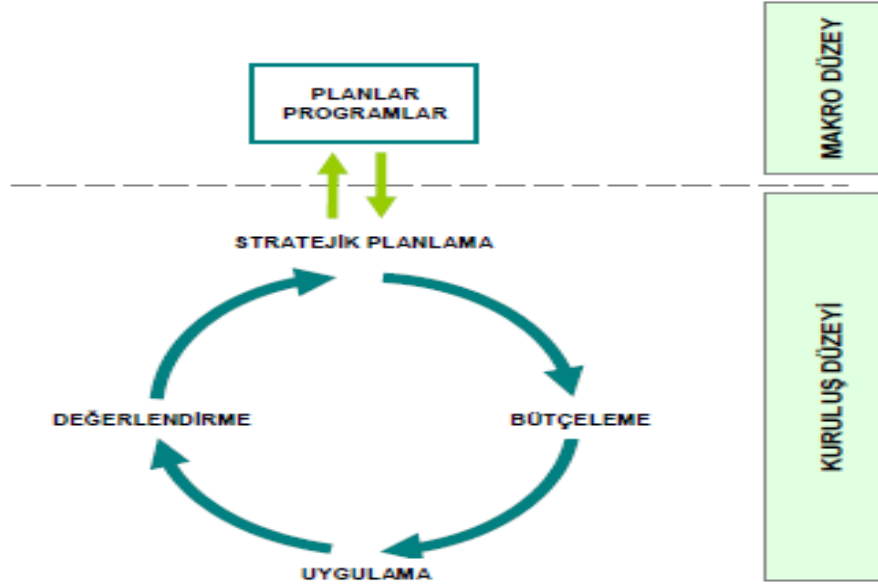 PLANLAR
PROGRAMLAR
MAKRO DÜZEY
STRATEJİK PLANLAMA
DEĞERLENDİRME
BÜTÇELEME
KURULUŞ DÜZEYİ
UYGULAMA